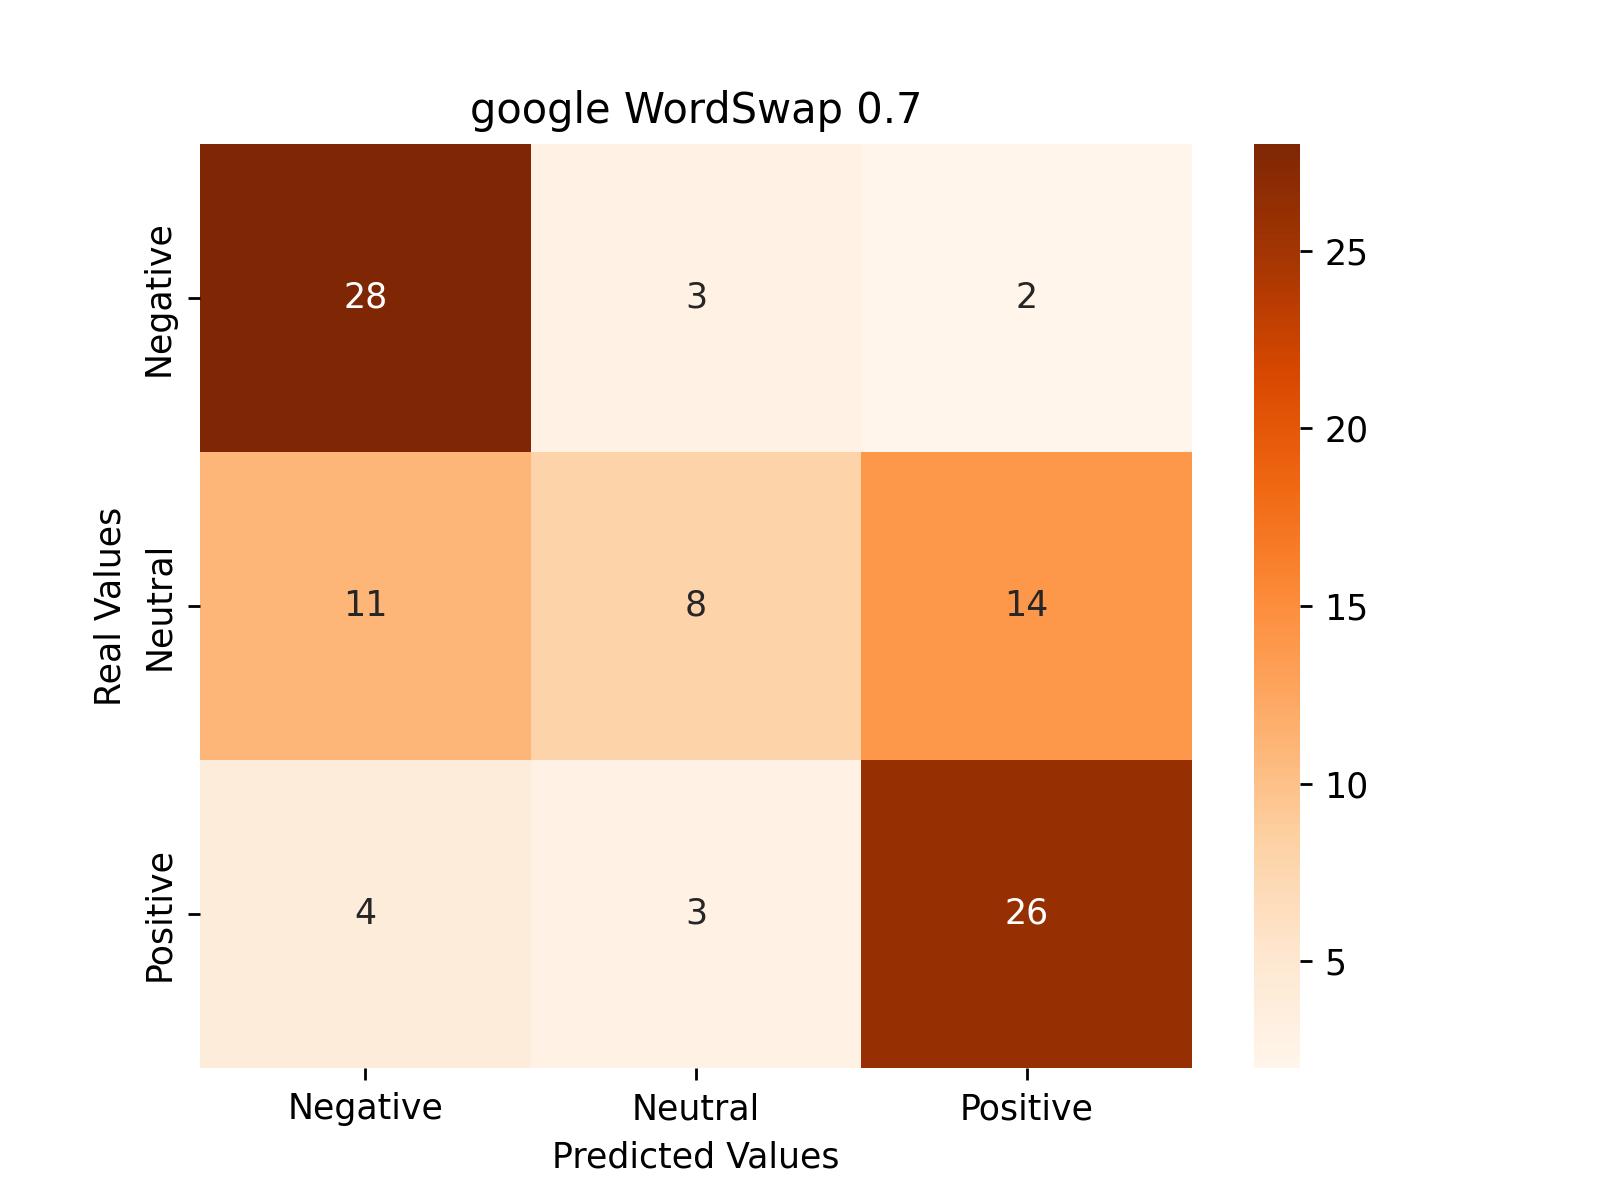 google WordSwap 0.7
Real Values
Negative
28 3 2
Neutral
11 8 14
Positive
4 3 26
Negative Neutral Positive
Predicted Values
25
20
15
10
5